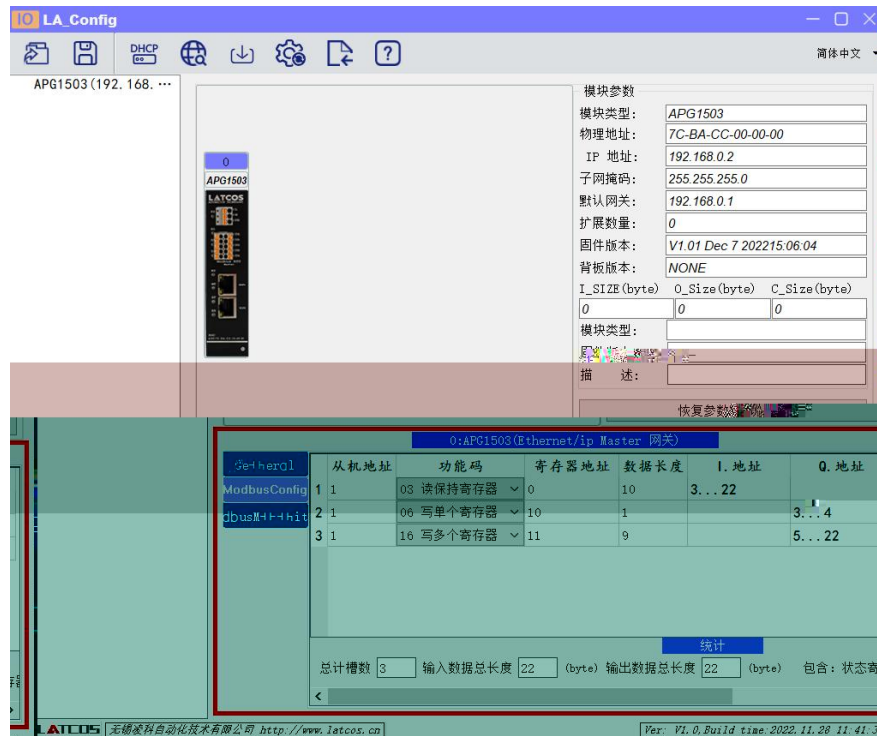 IO LA_Config
DHCP
简体中文
APG1503(192.168.…
0
APG1503
LATCOS
模块参数
模块类型: APG1503
物理地址: 7C-BA-CC-00-00-00
IP 地址: 192.168.0.2
子网掩码: 255.255.255.0
默认网关: 192.168.0.1
扩展数量: 0
固件版本: V1.01 Dec 7 202215:06:04
背板版本: NONE
I_SIZE(byte) O_Size(byte) C_Size(byte)
0 0 0
模块类型:
描 述:
恢复参数
0:APG1503(Ethernet/ip Master 网关)
ModbusConfig
从机地址 功能码 寄存器地址 数据长度 I.地址 Q.地址
1 1 03 读保持寄存器 0 10 3...22
2 1 06 写单个寄存器 10 1 3...4
3 1 16 写多个寄存器 11 9 5...22
统计
总计槽数 3 输入数据总长度 22 (byte) 输出数据总长度 22 (byte) 包含: 状态寄
LATCOS 无锡凌科自动化技术有限公司 http://www.latcos.cn Ver: V1.0,Build time:2022.11.28 11:41:3